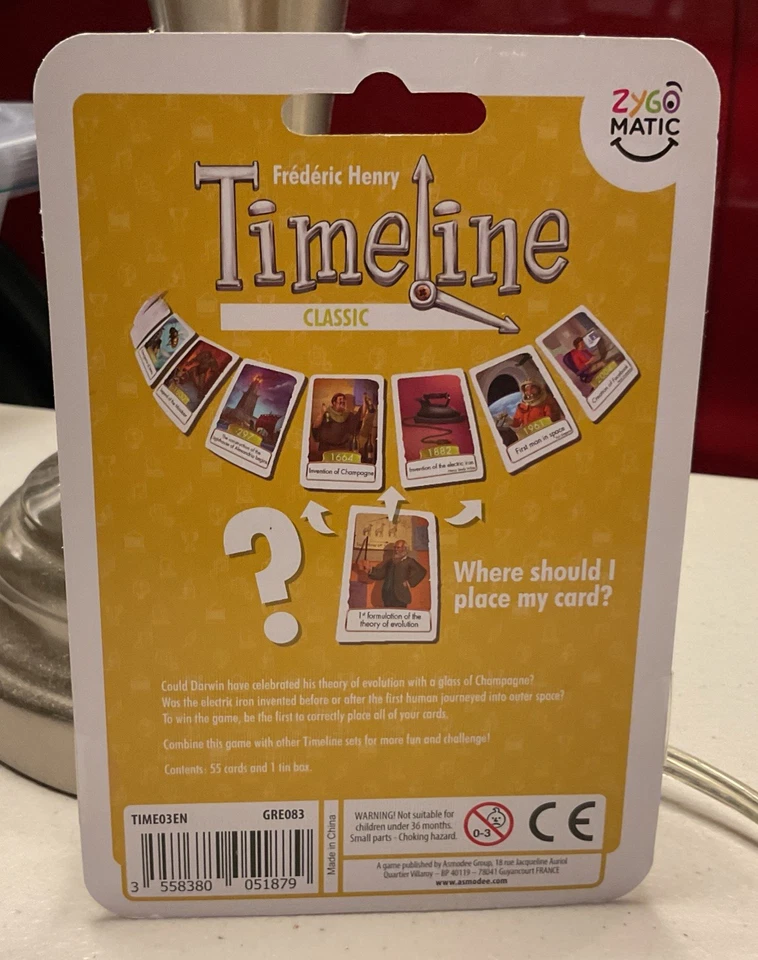 ZYGO
MATIC
Frédéric Henry
Timeline
CLASSIC
1664
Invention of Champagne
1882
Invention of the electric iron
1961
First man in space
1st formulation of the
theory of evolution
Where should I
place my card?
?
Could Darwin have celebrated his theory of evolution with a glass of Champagne?
Was the electric iron invented before or after the first human journeyed into outer space?
To win the game, be the first to correctly place all of your cards.
Combine this game with other Timeline sets for more fun and challenge!
Contents: 55 cards and 1 tin box.
TIME03EN
GRE083
3 558380 051879
Made in China
WARNING! Not suitable for
children under 36 months.
Small parts - Choking hazard.
0-3
CE
A game published by Asmodee Group, 18 rue Jacqueline Auriol
Quartier Villaroy – BP 40119 – 78041 Guyancourt FRANCE
www.asmodee.com